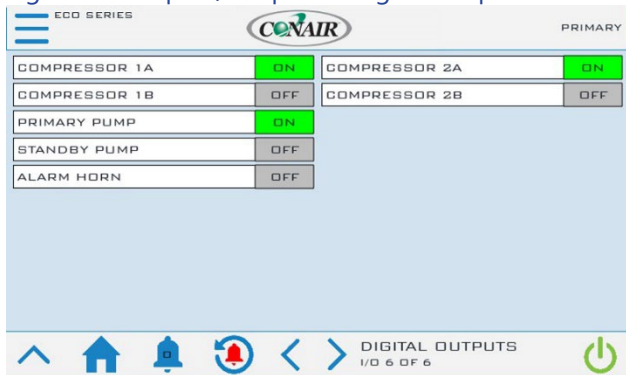 ECO SERIES
CONAIR
PRIMARY
COMPRESSOR 1A ON COMPRESSOR 2A ON
COMPRESSOR 1B OFF COMPRESSOR 2B OFF
PRIMARY PUMP ON
STANDBY PUMP OFF
ALARM HORN OFF
0
DIGITAL OUTPUTS
I/O 6 OF 6